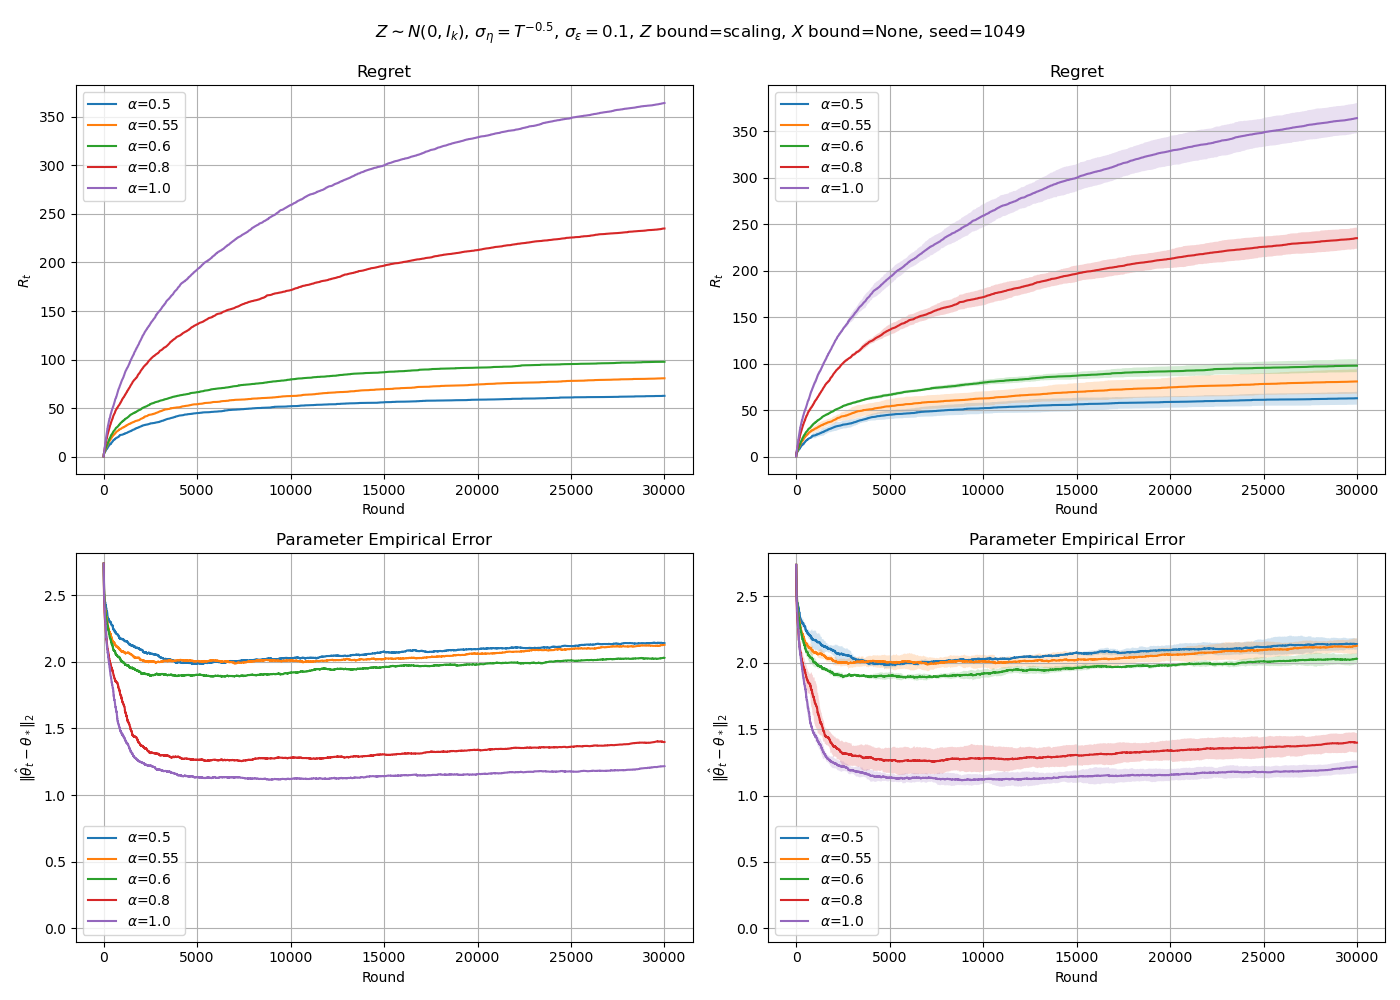 Z ~ N(0, I_k), σ_η = T^{-0.5}, σ_ε = 0.1, Z bound=scaling, X bound=None, seed=1049
Regret
R_t
350
300
250
200
150
100
50
0
α=0.5
α=0.55
α=0.6
α=0.8
α=1.0
0 5000 10000 15000 20000 25000 30000
Round
Regret
R_t
350
300
250
200
150
100
50
0
α=0.5
α=0.55
α=0.6
α=0.8
α=1.0
0 5000 10000 15000 20000 25000 30000
Round
Parameter Empirical Error
‖θ̂_t − θ_*‖_2
2.5
2.0
1.5
1.0
0.5
0.0
α=0.5
α=0.55
α=0.6
α=0.8
α=1.0
0 5000 10000 15000 20000 25000 30000
Round
Parameter Empirical Error
‖θ̂_t − θ_*‖_2
2.5
2.0
1.5
1.0
0.5
0.0
α=0.5
α=0.55
α=0.6
α=0.8
α=1.0
0 5000 10000 15000 20000 25000 30000
Round